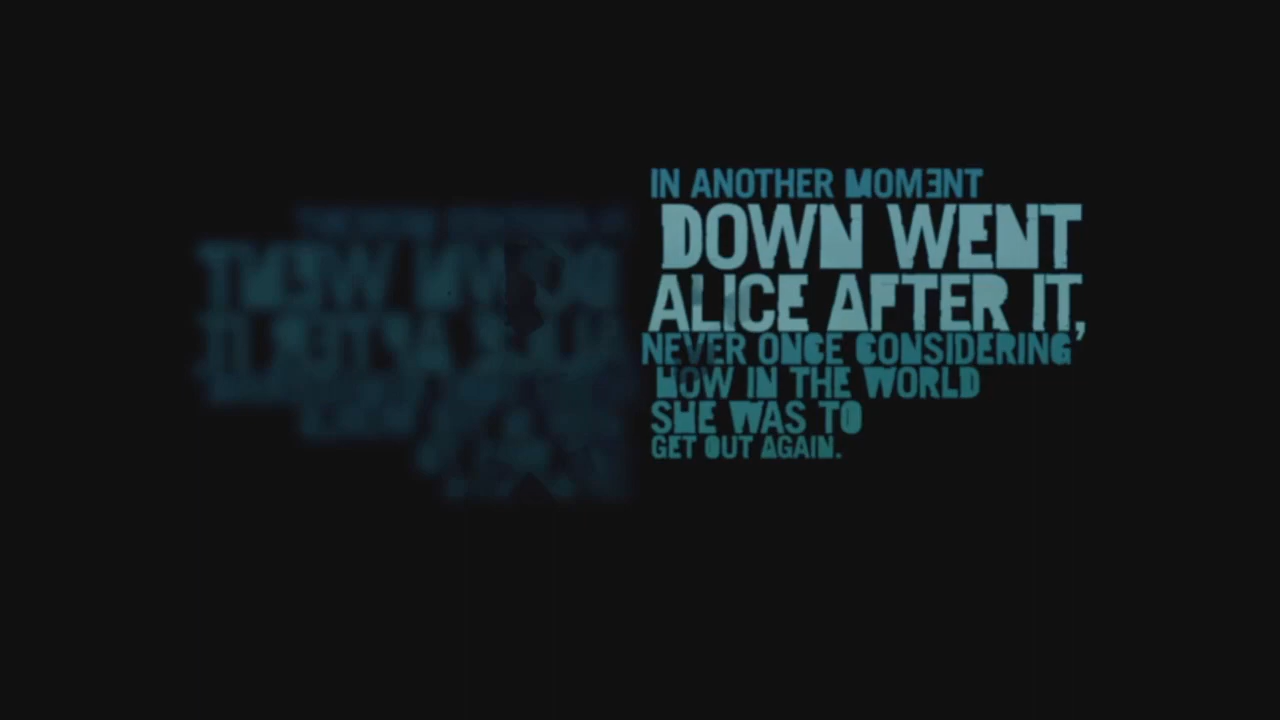 IN ANOTHER MOMENT
DOWN WENT
ALICE AFTER IT,
NEVER ONCE CONSIDERING
HOW IN THE WORLD
SHE WAS TO
GET OUT AGAIN.